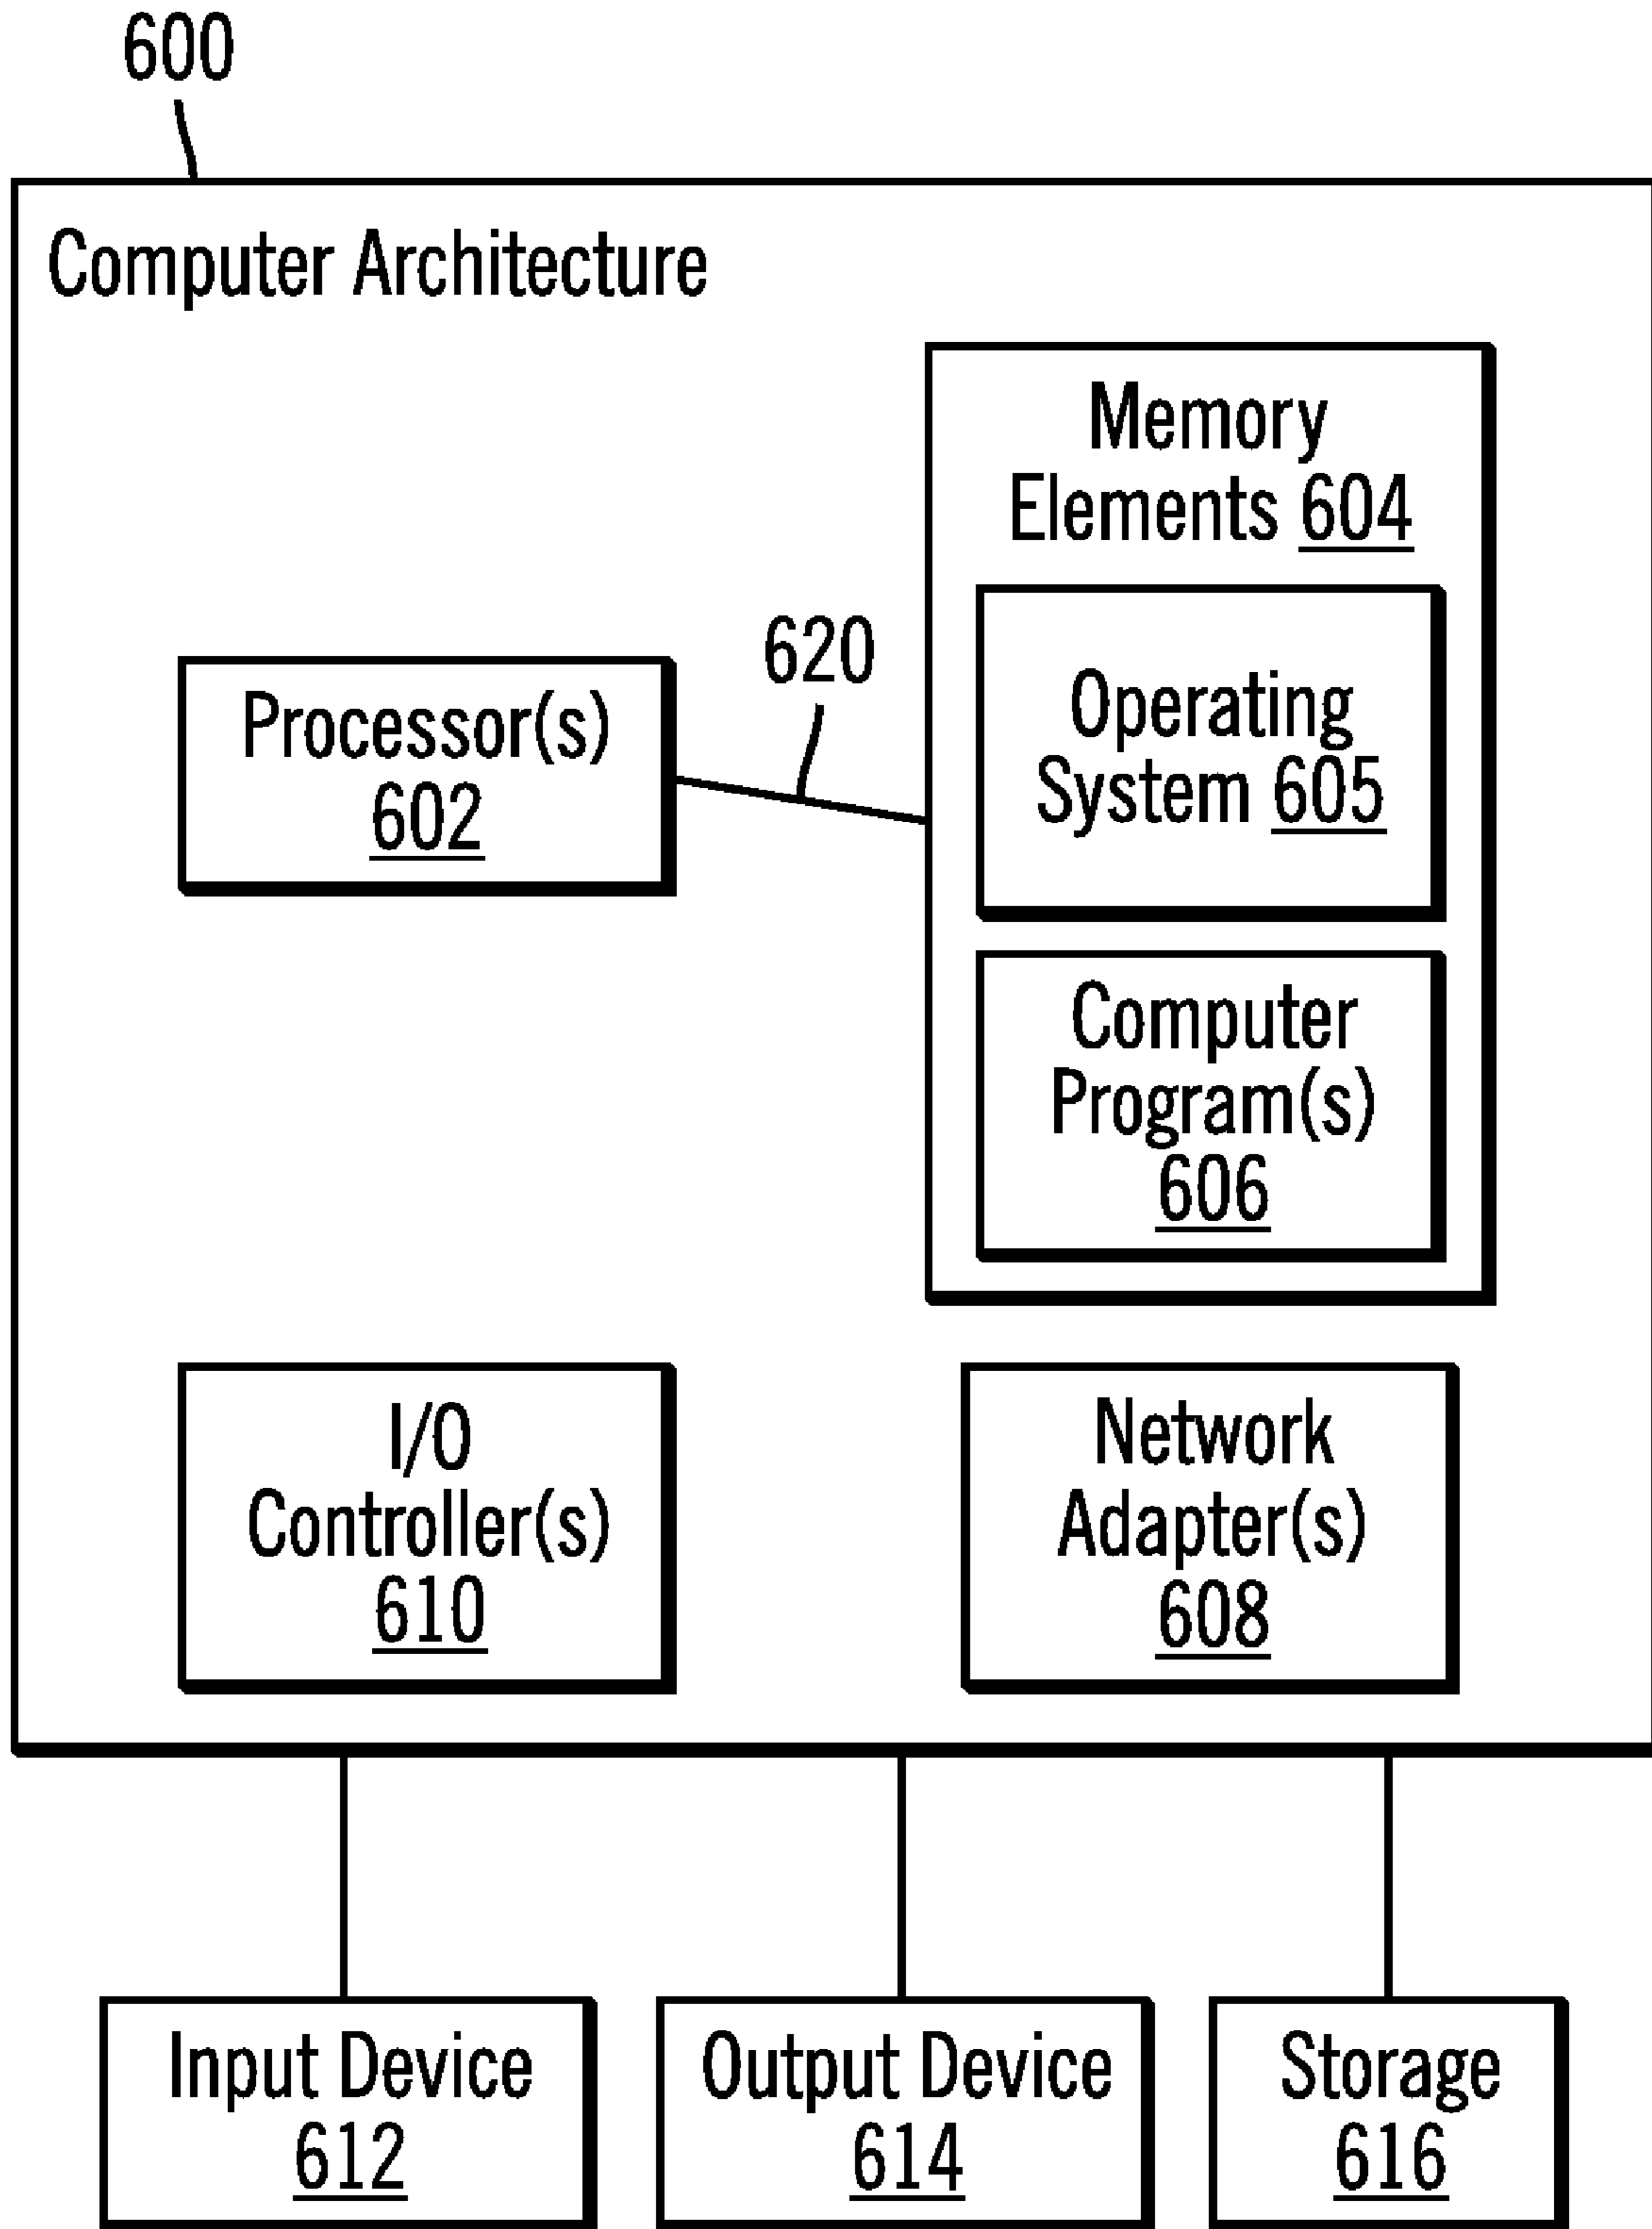 600
Computer Architecture
Memory
Elements 604
620
Processor(s)
602
Operating
System 605
Computer
Program(s)
606
I/O
Controller(s)
610
Network
Adapter(s)
608
Input Device
612
Output Device
614
Storage
616